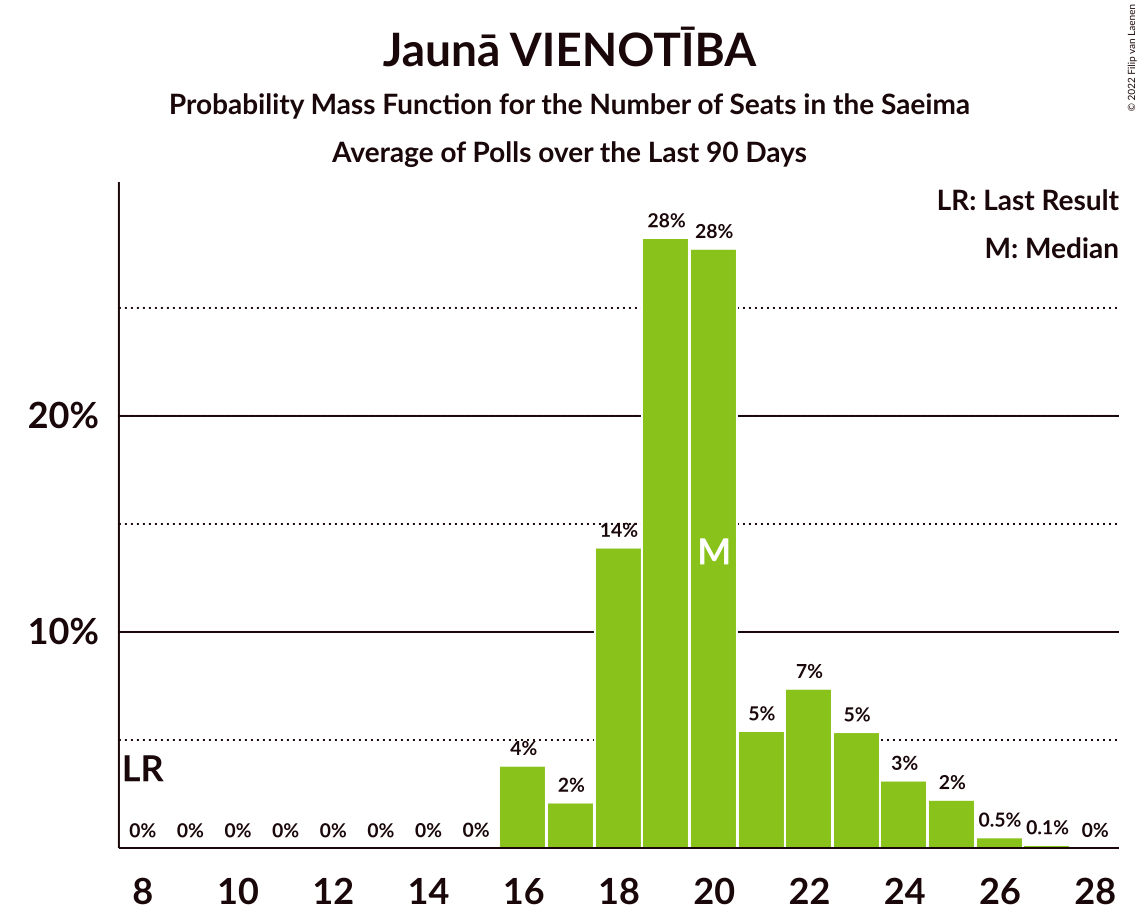 Jaunā VIENOTĪBA
Probability Mass Function for the Number of Seats in the Saeima
Average of Polls over the Last 90 Days
© 2022 Filip van Laenen
LR: Last Result
M: Median
28%
28%
20%
14%
M
10%
7%
5%
5%
4%
3%
2%
2%
LR
0.5%
0.1%
0% 0% 0% 0% 0% 0% 0% 0% 0%
8 10 12 14 16 18 20 22 24 26 28